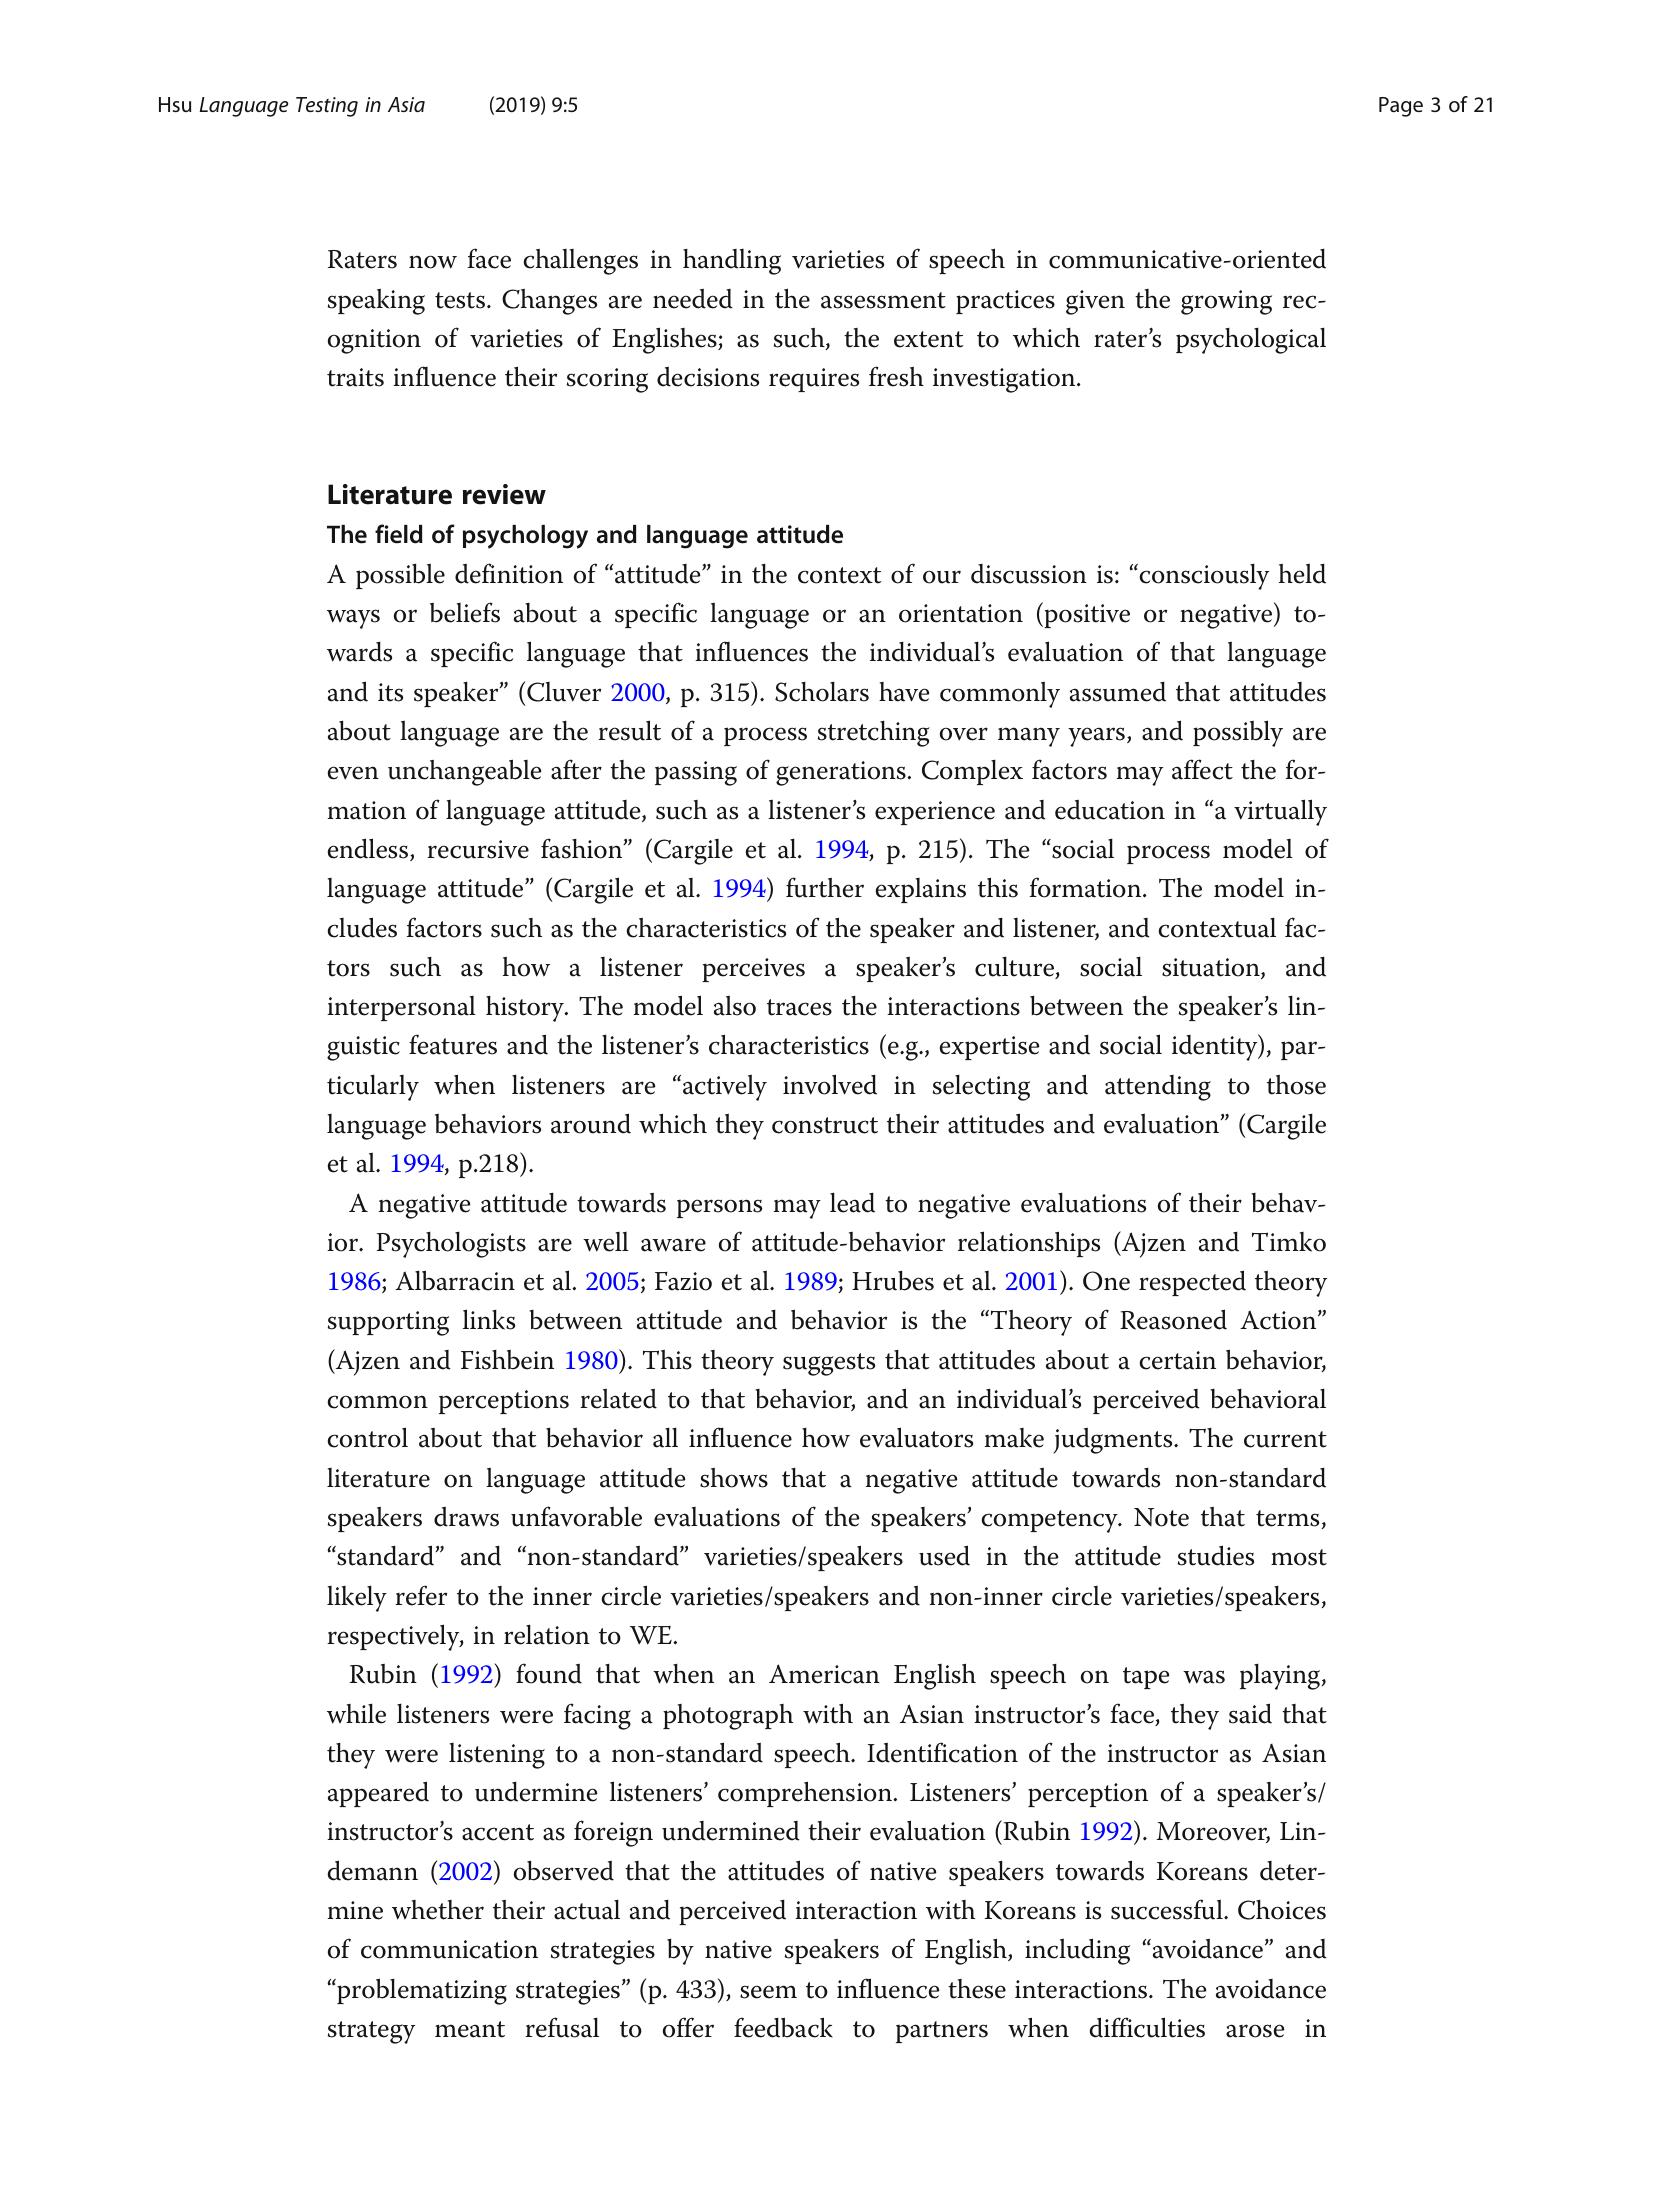 Hsu Language Testing in Asia (2019) 9:5 Page 3 of 21
Raters now face challenges in handling varieties of speech in communicative-oriented
speaking tests. Changes are needed in the assessment practices given the growing rec-
ognition of varieties of Englishes; as such, the extent to which rater’s psychological
traits influence their scoring decisions requires fresh investigation.
Literature review
The field of psychology and language attitude
A possible definition of “attitude” in the context of our discussion is: “consciously held
ways or beliefs about a specific language or an orientation (positive or negative) to-
wards a specific language that influences the individual’s evaluation of that language
and its speaker” (Cluver 2000, p. 315). Scholars have commonly assumed that attitudes
about language are the result of a process stretching over many years, and possibly are
even unchangeable after the passing of generations. Complex factors may affect the for-
mation of language attitude, such as a listener’s experience and education in “a virtually
endless, recursive fashion” (Cargile et al. 1994, p. 215). The “social process model of
language attitude” (Cargile et al. 1994) further explains this formation. The model in-
cludes factors such as the characteristics of the speaker and listener, and contextual fac-
tors such as how a listener perceives a speaker’s culture, social situation, and
interpersonal history. The model also traces the interactions between the speaker’s lin-
guistic features and the listener’s characteristics (e.g., expertise and social identity), par-
ticularly when listeners are “actively involved in selecting and attending to those
language behaviors around which they construct their attitudes and evaluation” (Cargile
et al. 1994, p.218).
A negative attitude towards persons may lead to negative evaluations of their behav-
ior. Psychologists are well aware of attitude-behavior relationships (Ajzen and Timko
1986; Albarracin et al. 2005; Fazio et al. 1989; Hrubes et al. 2001). One respected theory
supporting links between attitude and behavior is the “Theory of Reasoned Action”
(Ajzen and Fishbein 1980). This theory suggests that attitudes about a certain behavior,
common perceptions related to that behavior, and an individual’s perceived behavioral
control about that behavior all influence how evaluators make judgments. The current
literature on language attitude shows that a negative attitude towards non-standard
speakers draws unfavorable evaluations of the speakers’ competency. Note that terms,
“standard” and “non-standard” varieties/speakers used in the attitude studies most
likely refer to the inner circle varieties/speakers and non-inner circle varieties/speakers,
respectively, in relation to WE.
Rubin (1992) found that when an American English speech on tape was playing,
while listeners were facing a photograph with an Asian instructor’s face, they said that
they were listening to a non-standard speech. Identification of the instructor as Asian
appeared to undermine listeners’ comprehension. Listeners’ perception of a speaker’s/
instructor’s accent as foreign undermined their evaluation (Rubin 1992). Moreover, Lin-
demann (2002) observed that the attitudes of native speakers towards Koreans deter-
mine whether their actual and perceived interaction with Koreans is successful. Choices
of communication strategies by native speakers of English, including “avoidance” and
“problematizing strategies” (p. 433), seem to influence these interactions. The avoidance
strategy meant refusal to offer feedback to partners when difficulties arose in